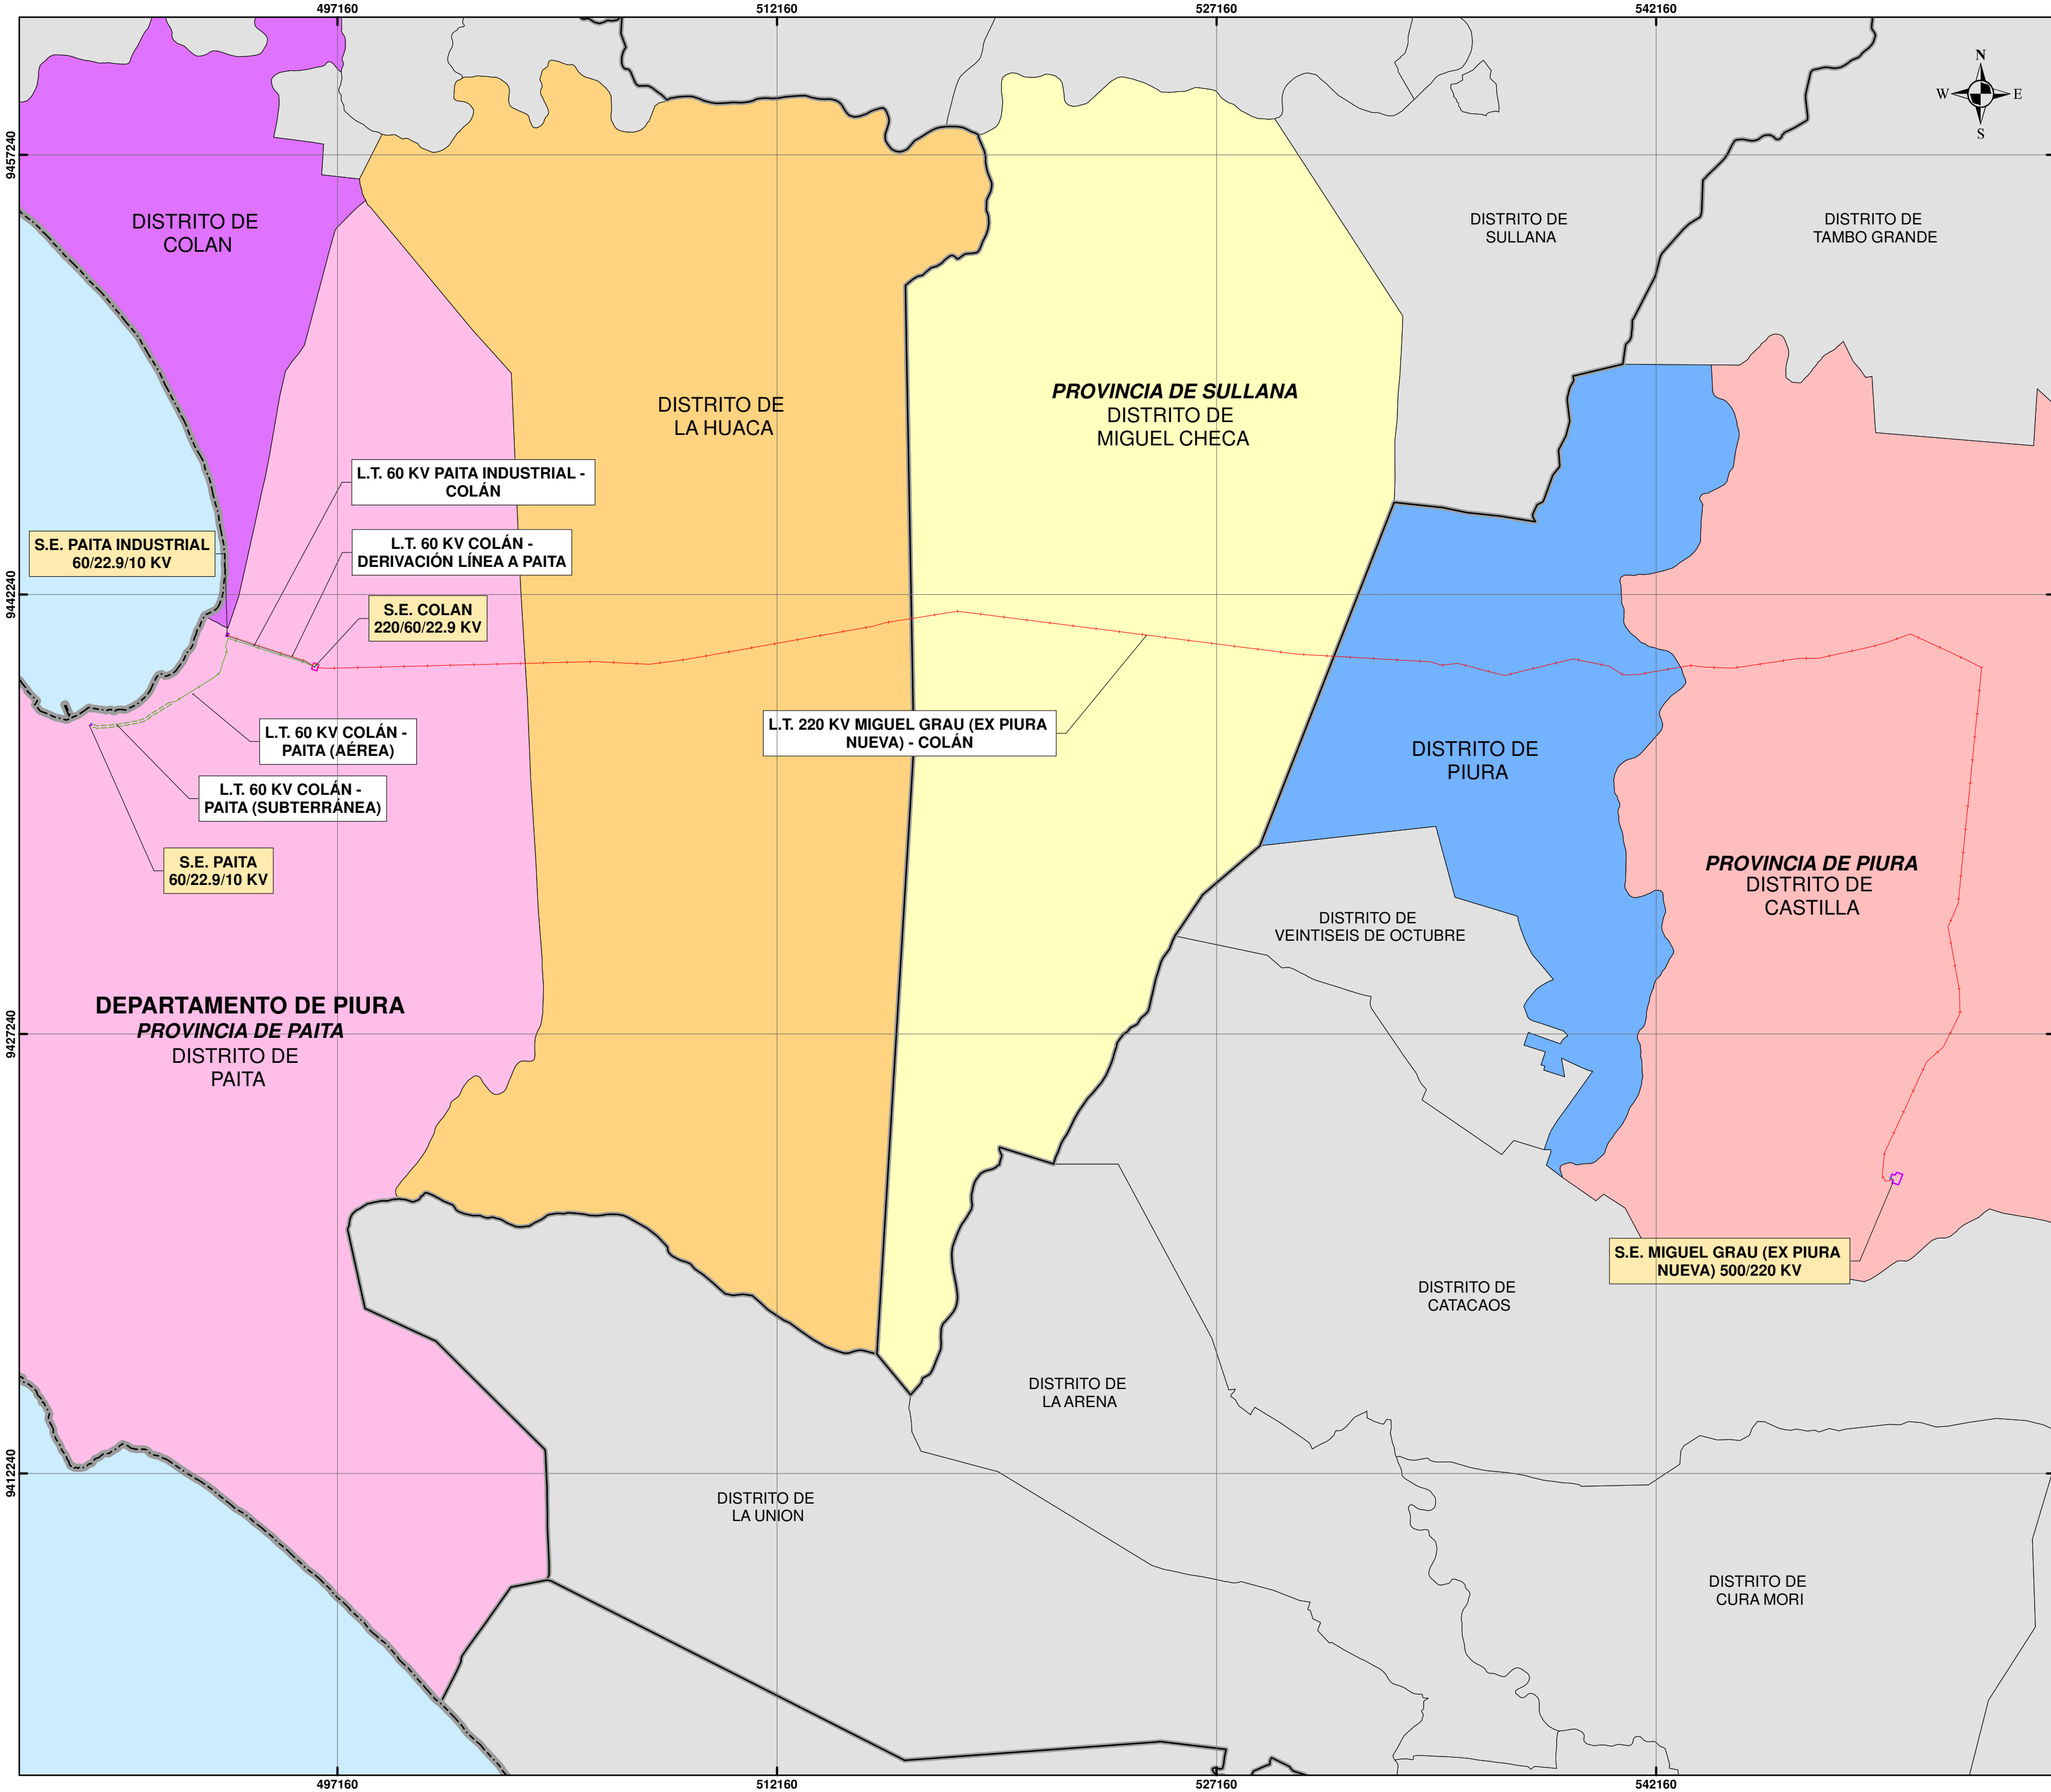 497160
512160
527160
542160
N
W
E
S
9457240
9457240
DISTRITO DE
COLAN
DISTRITO DE
SULLANA
DISTRITO DE
TAMBO GRANDE
DISTRITO DE
LA HUACA
PROVINCIA DE SULLANA
DISTRITO DE
MIGUEL CHECA
L.T. 60 KV PAITA INDUSTRIAL -
COLÁN
S.E. PAITA INDUSTRIAL
60/22.9/10 KV
L.T. 60 KV COLÁN -
DERIVACIÓN LÍNEA A PAITA
9442240
S.E. COLAN
220/60/22.9 KV
L.T. 60 KV COLÁN -
PAITA (AÉREA)
L.T. 220 KV MIGUEL GRAU (EX PIURA
NUEVA) - COLÁN
DISTRITO DE
PIURA
L.T. 60 KV COLÁN -
PAITA (SUBTERRÁNEA)
S.E. PAITA
60/22.9/10 KV
PROVINCIA DE PIURA
DISTRITO DE
CASTILLA
DISTRITO DE
VEINTISEIS DE OCTUBRE
DEPARTAMENTO DE PIURA
PROVINCIA DE PAITA
DISTRITO DE
PAITA
9427240
S.E. MIGUEL GRAU (EX PIURA
NUEVA) 500/220 KV
DISTRITO DE
CATACAOS
DISTRITO DE
LA ARENA
9412240
DISTRITO DE
LA UNION
DISTRITO DE
CURA MORI
497160
512160
527160
542160